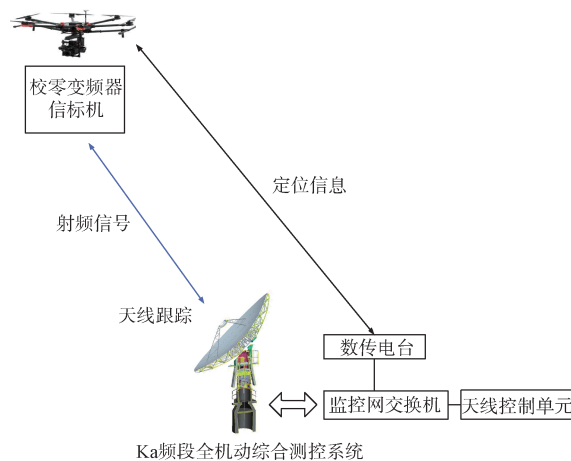 校零变频器
信标机
定位信息
射频信号
天线跟踪
数传电台
监控网交换机
天线控制单元
Ka频段全机动综合测控系统